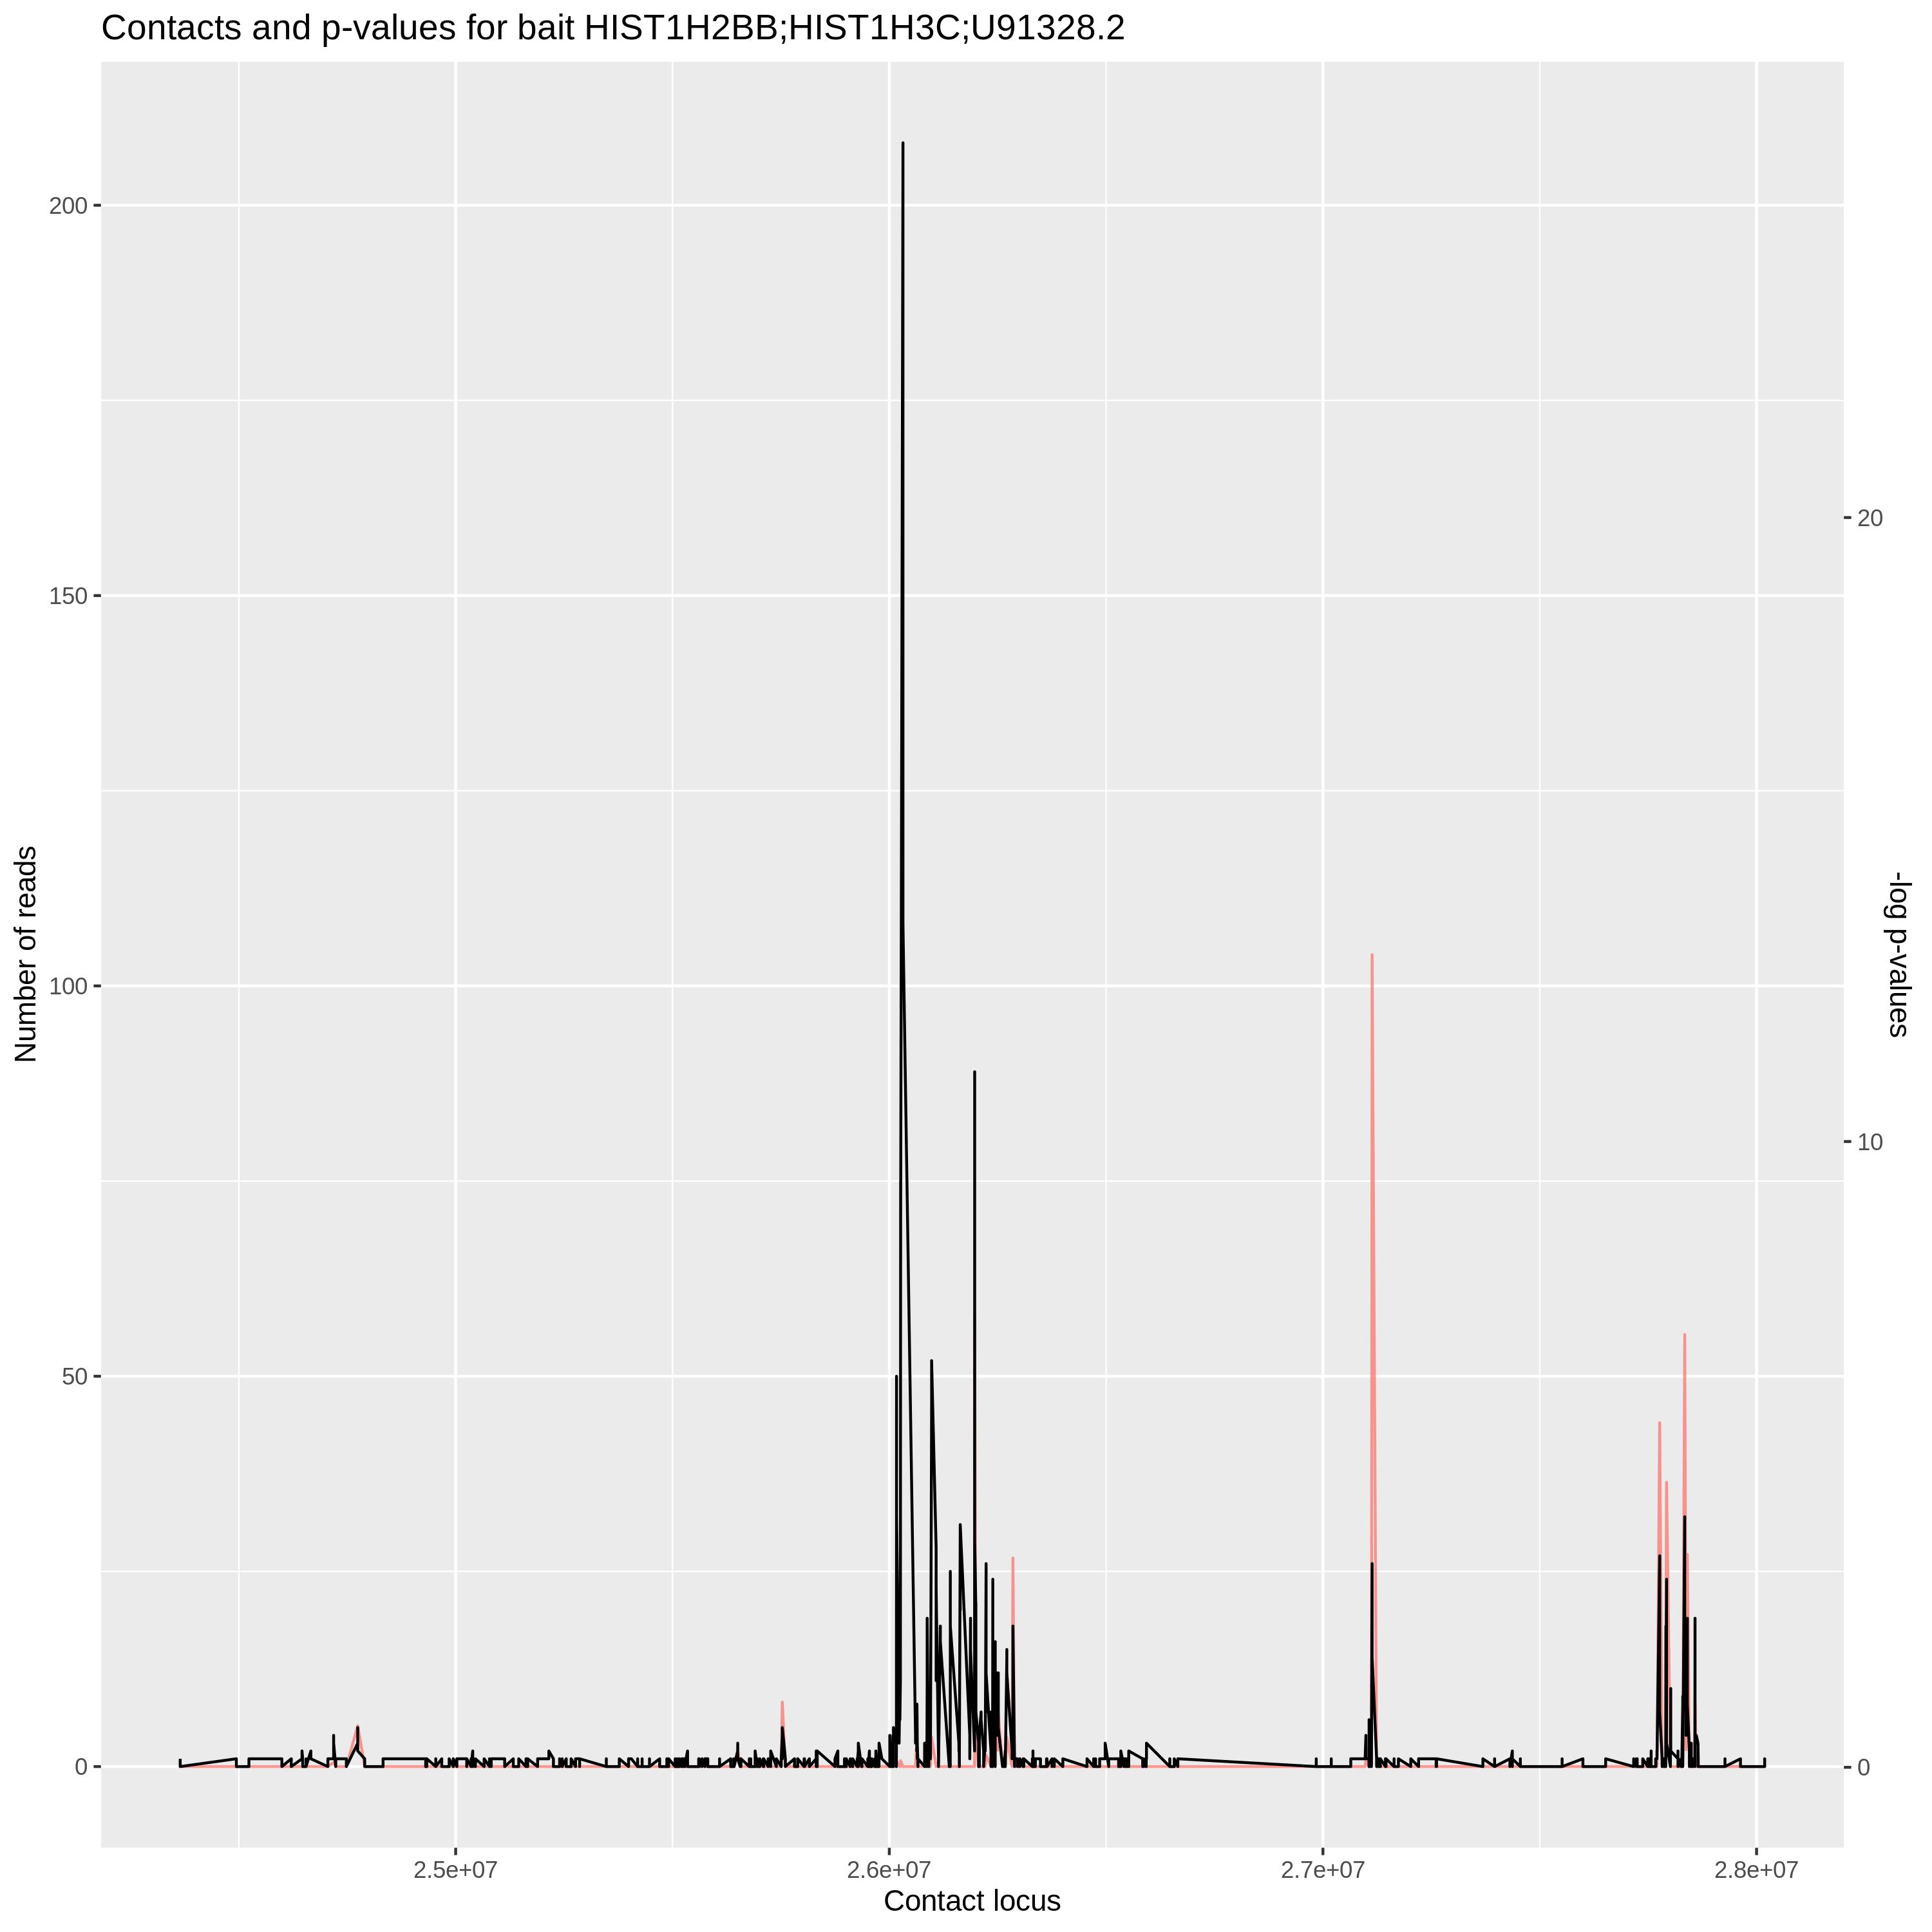 Contacts and p-values for bait HIST1H2BB;HIST1H3C;U91328.2
200
150
100
50
0
Number of reads
20
10
0
-log p-values
2.5e+07 2.6e+07 2.7e+07 2.8e+07
Contact locus